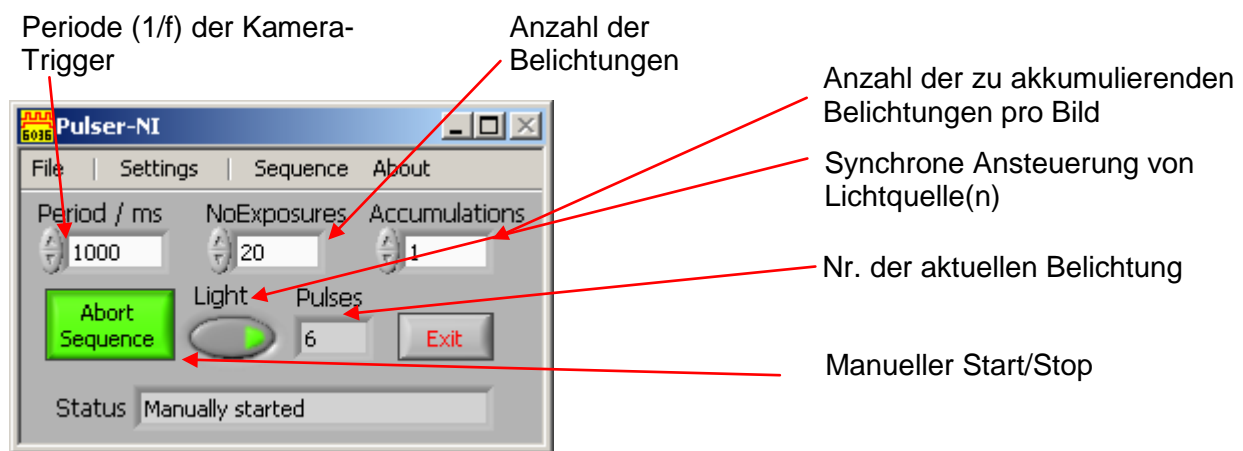 Periode (1/f) der Kamera-
Trigger
Anzahl der
Belichtungen
Anzahl der zu akkumulierenden
Belichtungen pro Bild
Synchrone Ansteuerung von
Lichtquelle(n)
Nr. der aktuellen Belichtung
Manueller Start/Stop
6036 Pulser-NI
File | Settings | Sequence About
Period / ms NoExposures Accumulations
1000 20 1
Light Pulses
Abort
Sequence
6 Exit
Status Manually started